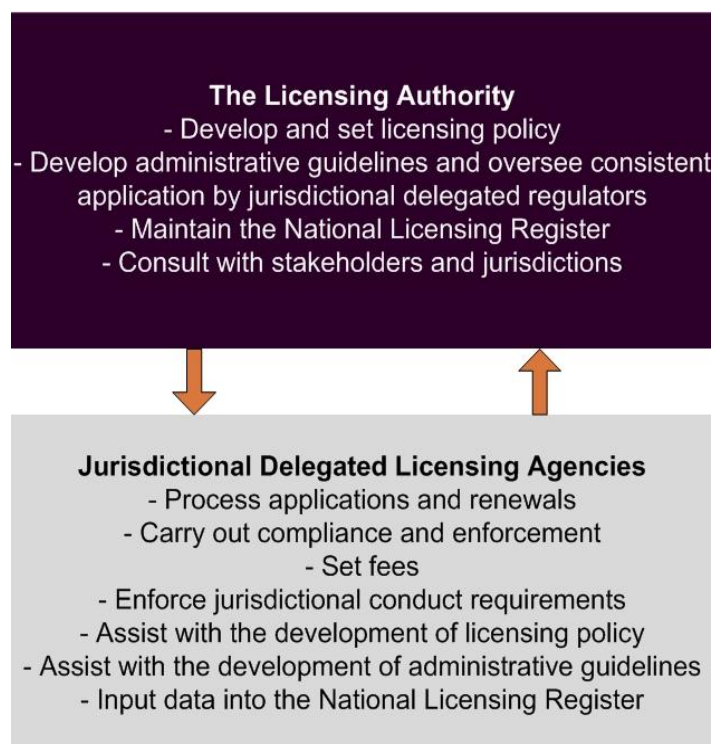 The Licensing Authority
- Develop and set licensing policy
- Develop administrative guidelines and oversee consistent
application by jurisdictional delegated regulators
- Maintain the National Licensing Register
- Consult with stakeholders and jurisdictions
Jurisdictional Delegated Licensing Agencies
- Process applications and renewals
- Carry out compliance and enforcement
- Set fees
- Enforce jurisdictional conduct requirements
- Assist with the development of licensing policy
- Assist with the development of administrative guidelines
- Input data into the National Licensing Register